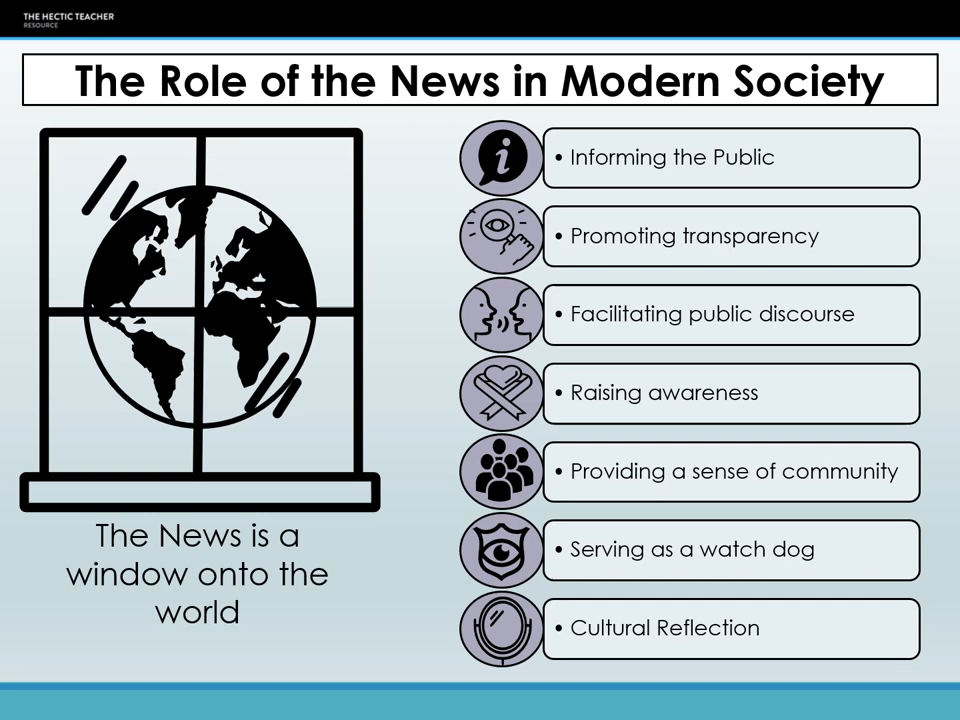 THE HECTIC TEACHER
RESOURCE
The Role of the News in Modern Society
• Informing the Public
• Promoting transparency
• Facilitating public discourse
• Raising awareness
• Providing a sense of community
• Serving as a watch dog
• Cultural Reflection
The News is a
window onto the
world